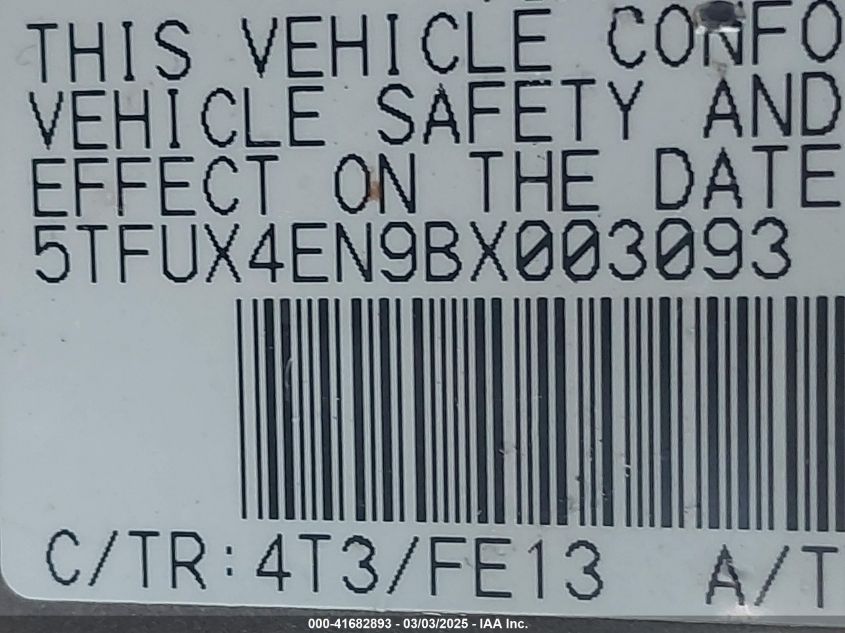 THIS VEHICLE CONFO
VEHICLE SAFETY AND
EFFECT ON THE DATE
5TFUX4EN9BX003093
C/TR:4T3/FE13 A/T
000-41682893 - 03/03/2025 - IAA Inc.